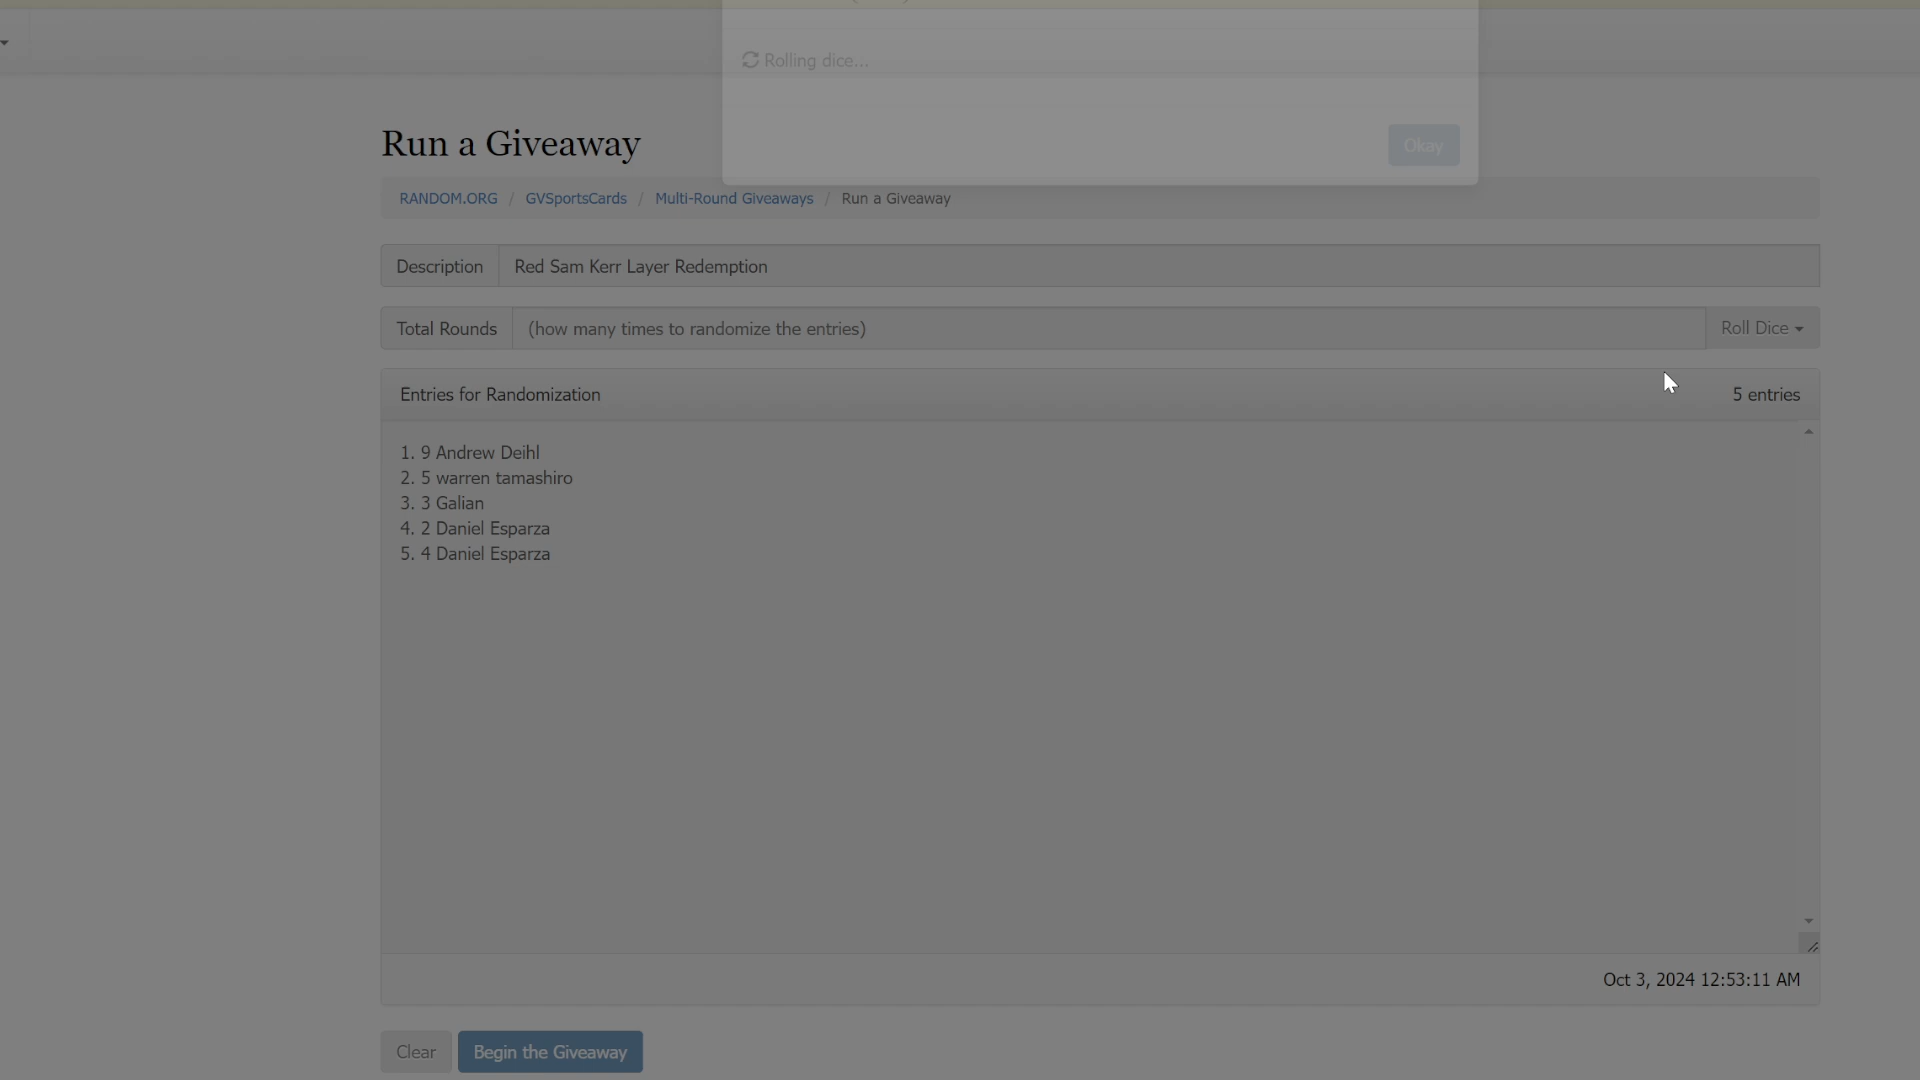 Rolling dice...
Okay
Run a Giveaway
RANDOM.ORG / GVSportsCards / Multi-Round Giveaways / Run a Giveaway
Description Red Sam Kerr Layer Redemption
Total Rounds (how many times to randomize the entries) Roll Dice
Entries for Randomization 5 entries
1. 9 Andrew Deihl
2. 5 warren tamashiro
3. 3 Galian
4. 2 Daniel Esparza
5. 4 Daniel Esparza
Oct 3, 2024 12:53:11 AM
Clear Begin the Giveaway